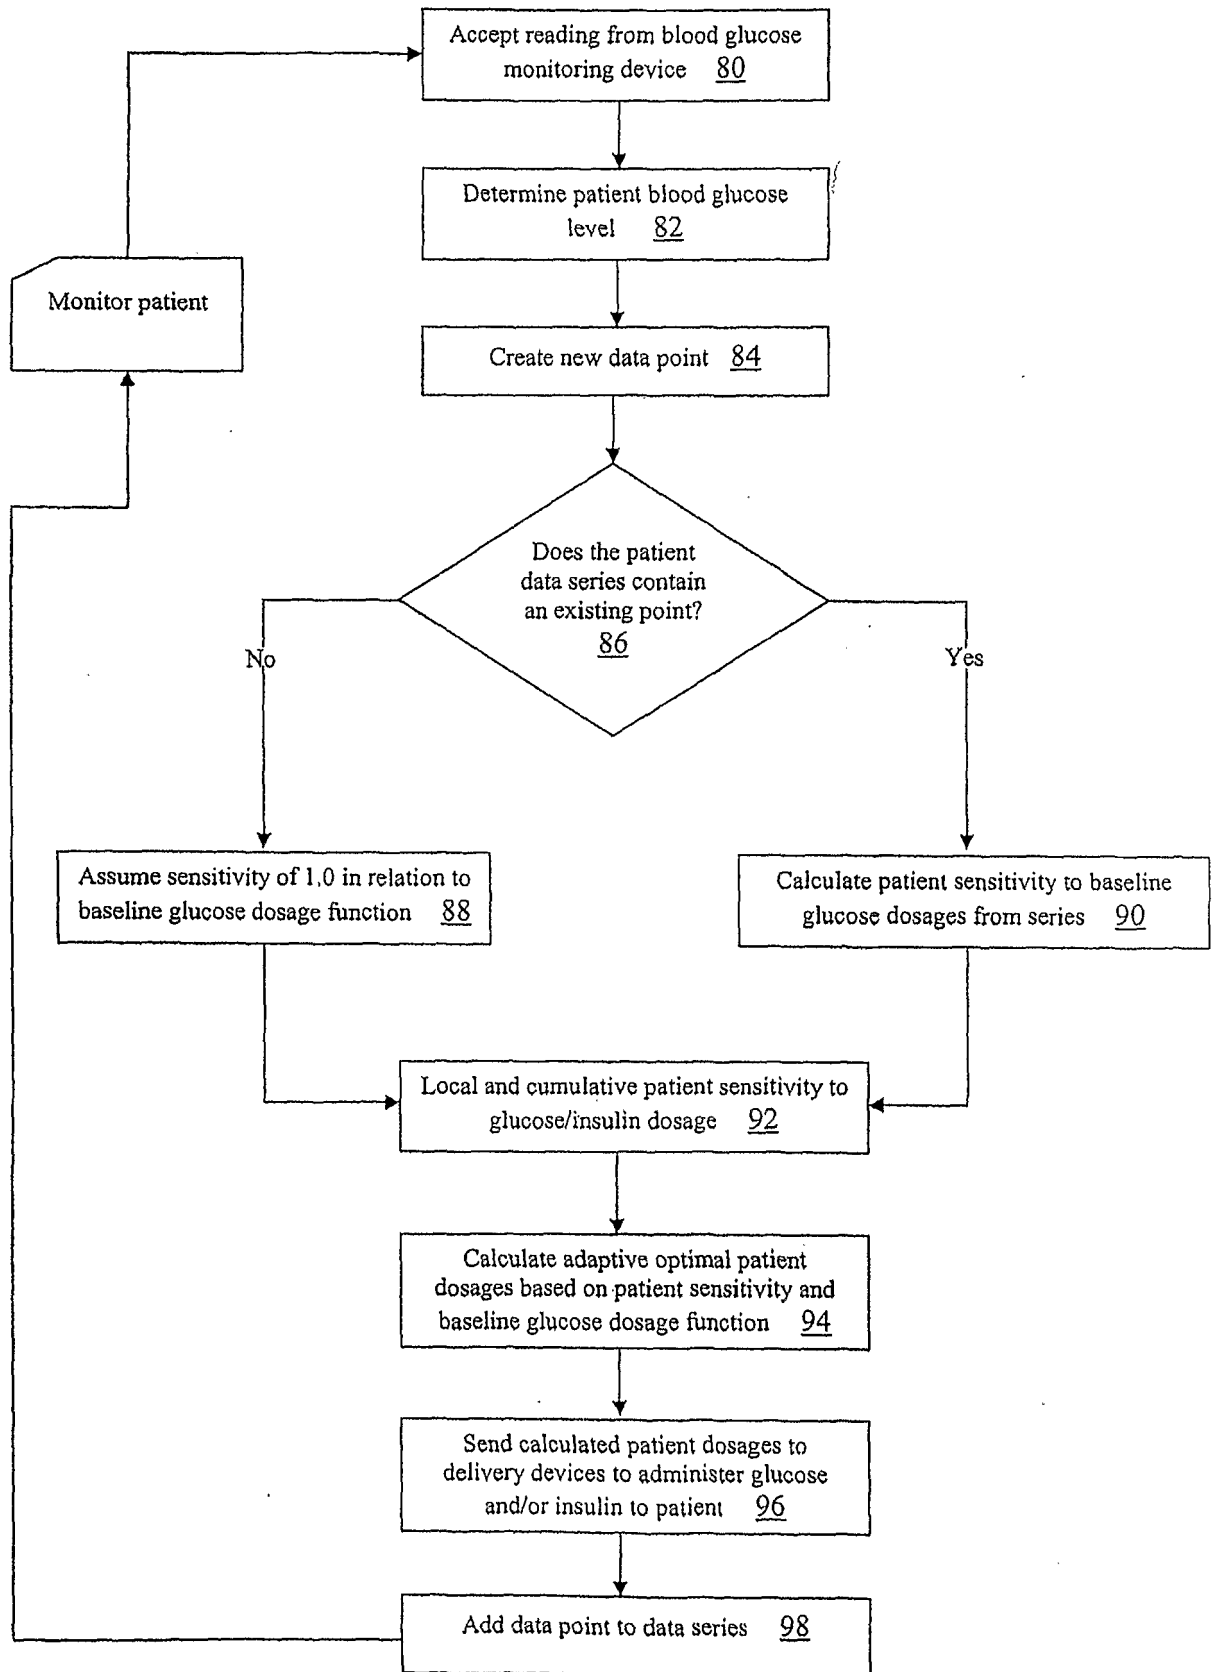 Accept reading from blood glucose
monitoring device 80
Determine patient blood glucose
level 82
Monitor patient
Create new data point 84
Does the patient
data series contain
an existing point?
86
No
Yes
Assume sensitivity of 1.0 in relation to
baseline glucose dosage function 88
Calculate patient sensitivity to baseline
glucose dosages from series 90
Local and cumulative patient sensitivity to
glucose/insulin dosage 92
Calculate adaptive optimal patient
dosages based on patient sensitivity and
baseline glucose dosage function 94
Send calculated patient dosages to
delivery devices to administer glucose
and/or insulin to patient 96
Add data point to data series 98